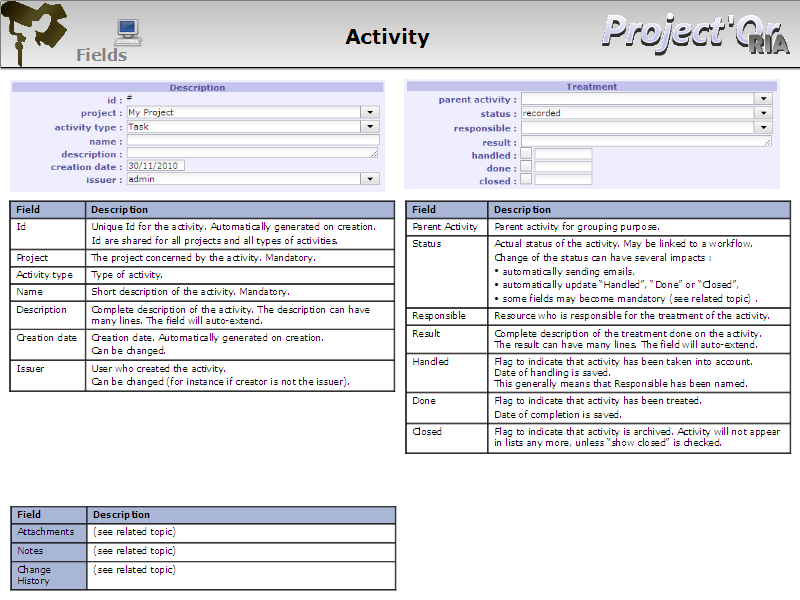 Fields
Activity
Project'Or
RIA
Description
id : #
project : My Project
activity type : Task
name :
description :
creation date : 30/11/2010
issuer : admin
Treatment
parent activity :
status : recorded
responsible :
result :
handled :
done :
closed :
Field Description
Id Unique Id for the activity. Automatically generated on creation.
Id are shared for all projects and all types of activities.
Project The project concerned by the activity. Mandatory.
Activity type Type of activity.
Name Short description of the activity. Mandatory.
Description Complete description of the activity. The description can have
many lines. The field will auto-extend.
Creation date Creation date. Automatically generated on creation.
Can be changed.
Issuer User who created the activity.
Can be changed (for instance if creator is not the issuer).
Field Description
Parent Activity Parent activity for grouping purpose.
Status Actual status of the activity. May be linked to a workflow.
Change of the status can have several impacts :
• automatically sending emails,
• automatically update “Handled”, “Done” or “Closed”,
• some fields may become mandatory (see related topic) .
Responsible Resource who is responsible for the treatment of the activity.
Result Complete description of the treatment done on the activity.
The result can have many lines. The field will auto-extend.
Handled Flag to indicate that activity has been taken into account.
Date of handling is saved.
This generally means that Responsible has been named.
Done Flag to indicate that activity has been treated.
Date of completion is saved.
Closed Flag to indicate that activity is archived. Activity will not appear
in lists any more, unless “show closed” is checked.
Field Description
Attachments (see related topic)
Notes (see related topic)
Change (see related topic)
History